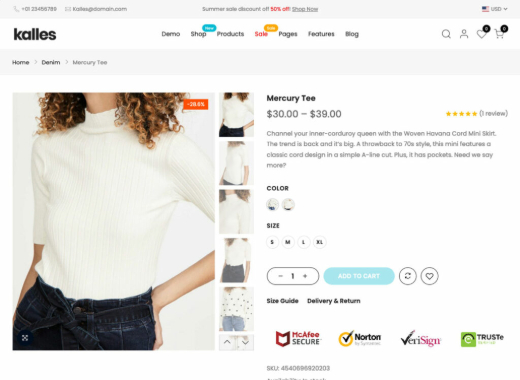 +01 23456789 Kalles@domain.com Summer sale discount off 50% off! Shop Now USD
kalles Demo Shop New Products Sale Sale Pages Features Blog 0 0
Home > Denim > Mercury Tee
-28.6%
Mercury Tee
$30.00 – $39.00 (1 review)
Channel your inner-corduroy queen with the Woven Havana Cord Mini Skirt.
The trend is back and it's big. A throwback to 70s style, this mini features a
classic cord design in a simple A-line cut. Plus, it has pockets. Need we say
more?
COLOR
SIZE
S M L XL
− 1 + ADD TO CART
Size Guide Delivery & Return
McAfee SECURE Norton by Symantec VeriSign TRUSTe
SKU: 4540696920203